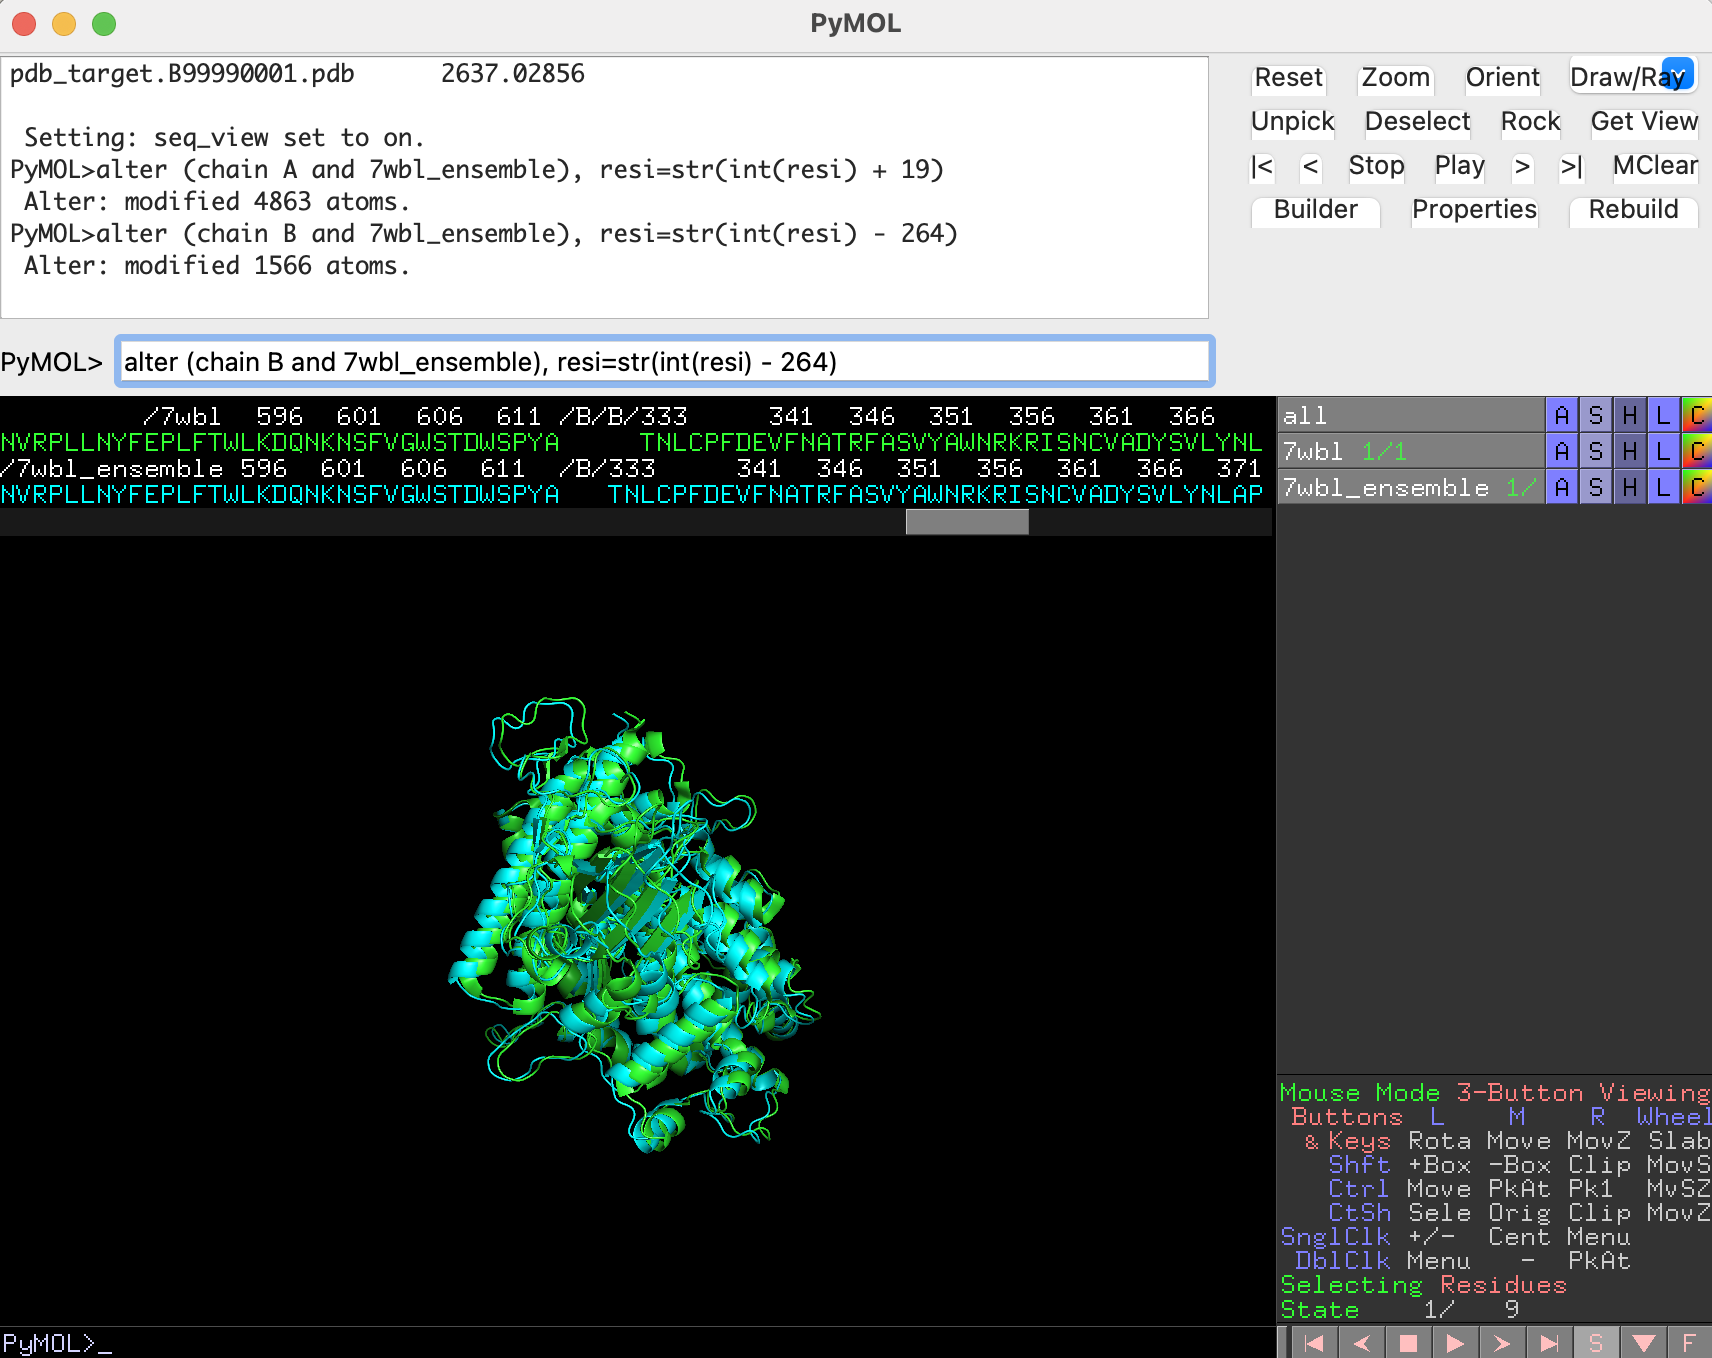 PyMOL
pdb_target.B99990001.pdb 2637.02856
Setting: seq_view set to on.
PyMOL>alter (chain A and 7wbl_ensemble), resi=str(int(resi) + 19)
Alter: modified 4863 atoms.
PyMOL>alter (chain B and 7wbl_ensemble), resi=str(int(resi) - 264)
Alter: modified 1566 atoms.
Reset Zoom Orient Draw/Ray
Unpick Deselect Rock Get View
|< < Stop Play > >| MClear
Builder Properties Rebuild
PyMOL> alter (chain B and 7wbl_ensemble), resi=str(int(resi) - 264)
/7wbl 596 601 606 611 /B/B/333 341 346 351 356 361 366
NVRPLLNYFEPLFTWLKDQNKNSFVGWSTDWSPYA TNLCPFDEVFNATRFASVYAWNRKRISNCVADYSVLYNL
/7wbl_ensemble 596 601 606 611 /B/333 341 346 351 356 361 366 371
NVRPLLNYFEPLFTWLKDQNKNSFVGWSTDWSPYA TNLCPFDEVFNATRFASVYAWNRKRISNCVADYSVLYNLAP
all A S H L C
7wbl 1/1 A S H L C
7wbl_ensemble 1/ A S H L C
Mouse Mode 3-Button Viewing
Buttons L M R Wheel
& Keys Rota Move MovZ Slab
Shft +Box -Box Clip MovS
Ctrl Move PkAt Pk1 MvSZ
CtSh Sele Orig Clip MovZ
SnglClk +/- Cent Menu
DblClk Menu - PkAt
Selecting Residues
State 1/ 9
PyMOL>_
S F